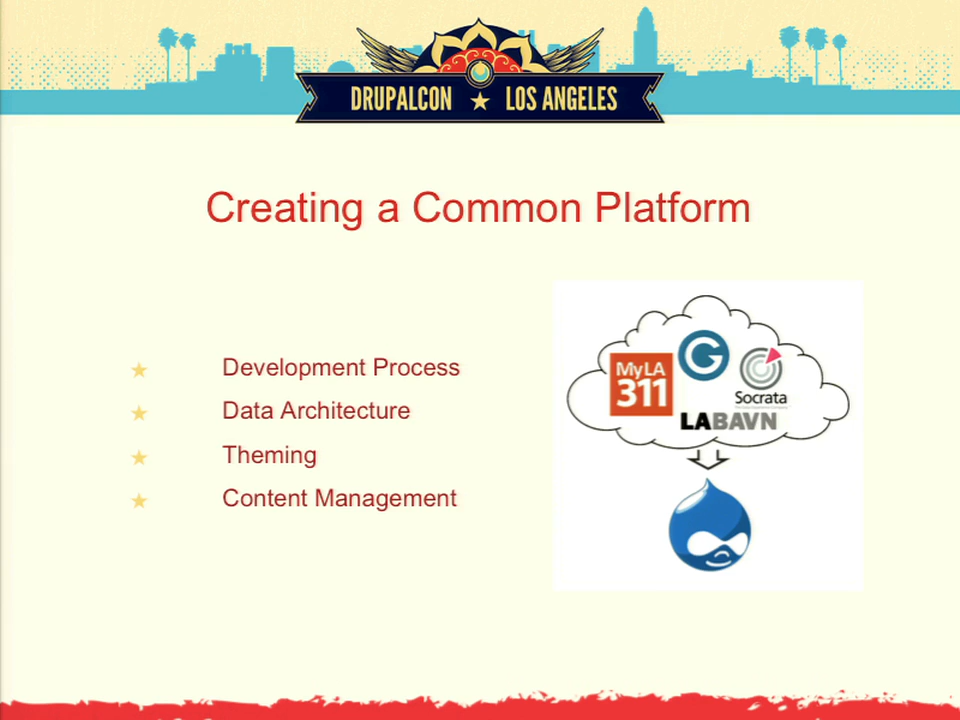 DRUPALCON ★ LOS ANGELES
Creating a Common Platform
Development Process
Data Architecture
Theming
Content Management
MyLA
311
G
Socrata
LABAVN